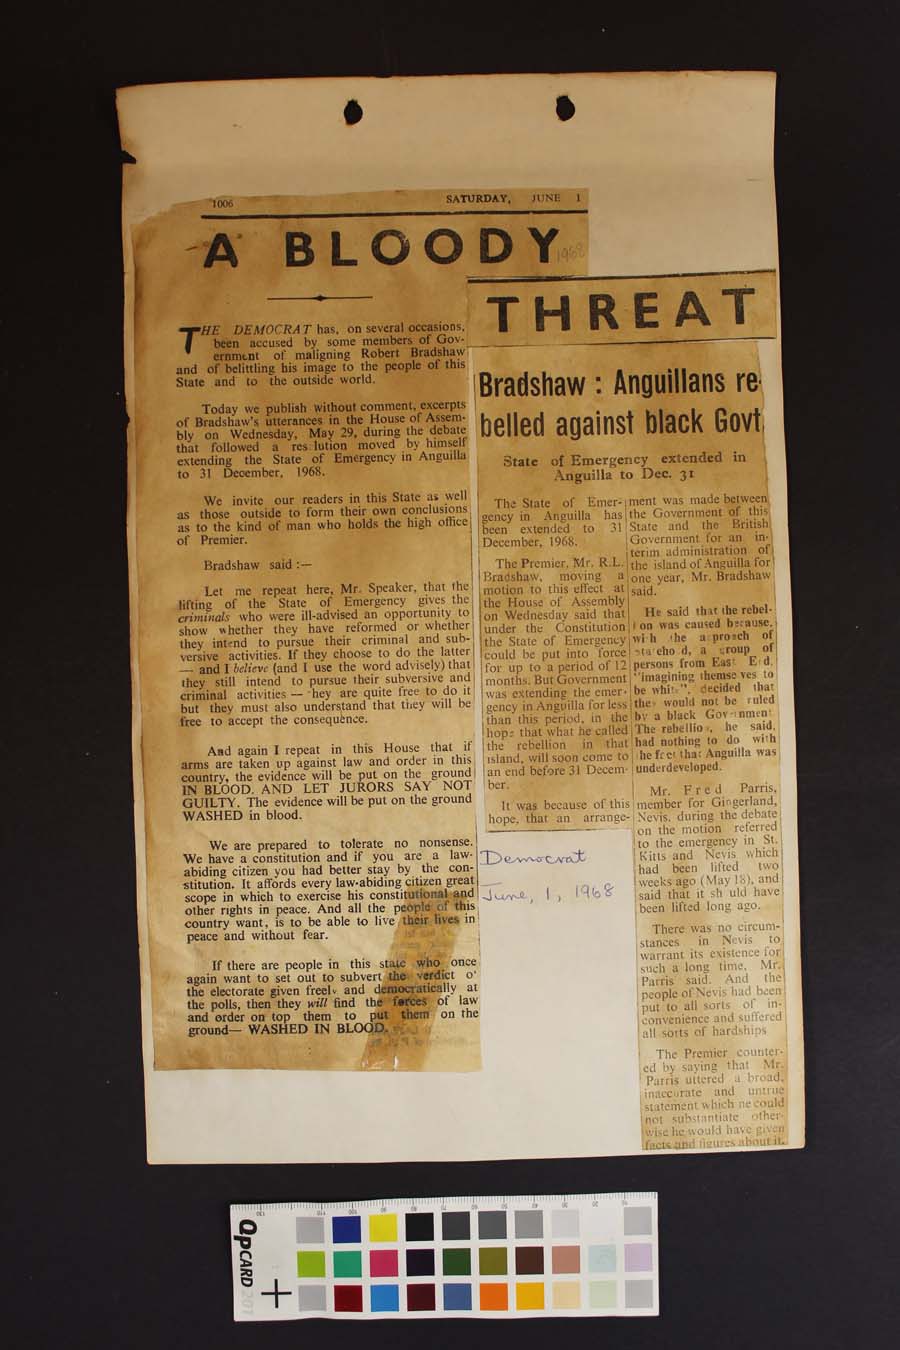 1006
SATURDAY, JUNE 1
A BLOODY
1968
THREAT
THE DEMOCRAT has, on several occasions,
been accused by some members of Gov-
ernment of maligning Robert Bradshaw
and of belittling his image to the people of this
State and to the outside world.
Today we publish without comment, excerpts
of Bradshaw's utterances in the House of Assem-
bly on Wednesday, May 29, during the debate
that followed a res lution moved by himself
extending the State of Emergency in Anguilla
to 31 December, 1968.
We invite our readers in this State as well
as those outside to form their own conclusions
as to the kind of man who holds the high office
of Premier.
Bradshaw said :—
Let me repeat here, Mr. Speaker, that the
lifting of the State of Emergency gives the
criminals who were ill-advised an opportunity to
show whether they have reformed or whether
they intend to pursue their criminal and sub-
versive activities. If they choose to do the latter
— and I believe (and I use the word advisely) that
they still intend to pursue their subversive and
criminal activities — they are quite free to do it
but they must also understand that they will be
free to accept the consequence.
And again I repeat in this House that if
arms are taken up against law and order in this
country, the evidence will be put on the ground
IN BLOOD. AND LET JURORS SAY NOT
GUILTY. The evidence will be put on the ground
WASHED in blood.
We are prepared to tolerate no nonsense.
We have a constitution and if you are a law-
abiding citizen you had better stay by the con-
stitution. It affords every law-abiding citizen great
scope in which to exercise his constitutional and
other rights in peace. And all the people of this
country want, is to be able to live their lives in
peace and without fear.
If there are people in this state who once
again want to set out to subvert the verdict o'
the electorate given freely and democratically at
the polls, then they will find the forces of law
and order on top them to put them on the
ground— WASHED IN BLOOD.
Bradshaw : Anguillans re-
belled against black Govt.
State of Emergency extended in
Anguilla to Dec. 31
The State of Emer-
gency in Anguilla has
been extended to 31
December, 1968.
The Premier, Mr. R.L.
Bradshaw, moving a
motion to this effect at
the House of Assembly
on Wednesday said that
under the Constitution
the State of Emergency
could be put into force
for up to a period of 12
months. But Government
was extending the emer-
gency in Anguilla for less
than this period, in the
hope that what he called
the rebellion in that
island, will soon come to
an end before 31 Decem-
ber.
It was because of this
hope, that an arrange-
ment was made between
the Government of this
State and the British
Government for an in-
terim administration of
the island of Anguilla for
one year, Mr. Bradshaw
said.
He said that the rebel-
lion was caused because,
with the approach of
statehood, a group of
persons from East End,
"imagining themselves to
be white", decided that
they would not be ruled
by a black Government.
The rebellion, he said,
had nothing to do with
the fact that Anguilla was
underdeveloped.
Mr. Fred Parris,
member for Gingerland,
Nevis, during the debate
on the motion referred
to the emergency in St.
Kitts and Nevis which
had been lifted two
weeks ago (May 18), and
said that it sh uld have
been lifted long ago.
There was no circum-
stances in Nevis to
warrant its existence for
such a long time, Mr.
Parris said. And the
people of Nevis had been
put to all sorts of in-
convenience and suffered
all sorts of hardships
The Premier counter-
ed by saying that Mr.
Parris uttered a broad,
inaccurate and untrue
statement which he could
not substantiate other-
wise he would have given
facts and figures about it.
Democrat
June, 1, 1968
QPCARD 201